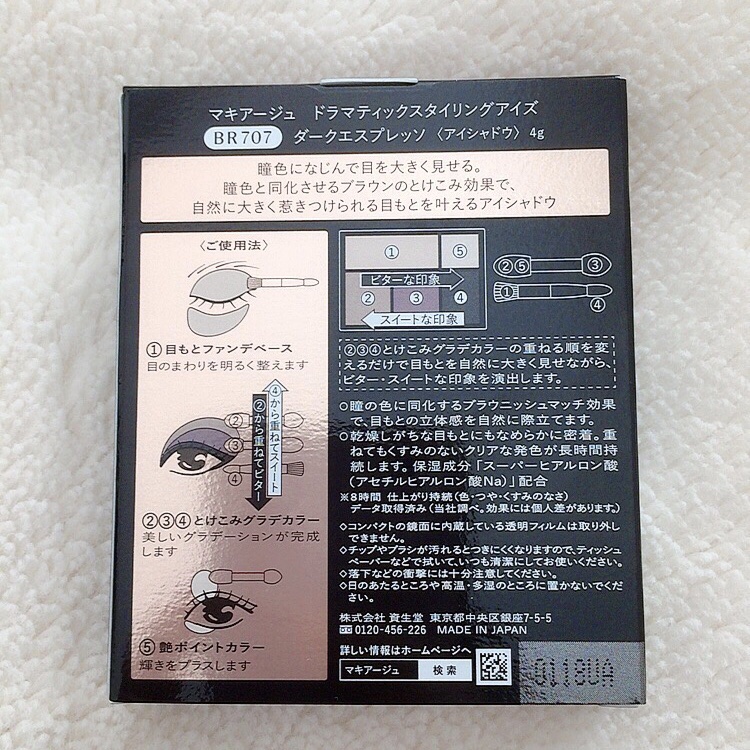 マキアージュ ドラマティックスタイリングアイズ
BR707 ダークエスプレッソ 〈アイシャドウ〉 4g
瞳色になじんで目を大きく見せる。
瞳色と同化させるブラウンのとけこみ効果で、
自然に大きく惹きつけられる目もとを叶えるアイシャドウ
〈ご使用法〉
①目もとファンデベース
目のまわりを明るく整えます
② ③ ④
②から重ねてビター
④から重ねてスイート
②③④とけこみグラデカラー
美しいグラデーションが完成
します
⑤艶ポイントカラー
輝きをプラスします
① ⑤
ビターな印象
② ③ ④
スイートな印象
②⑤ ③
① ④
②③④とけこみグラデカラーの重ねる順を変
えるだけで目もとを自然に大きく見せながら、
ビター・スイートな印象を演出します。
○瞳の色に同化するブラウニッシュマッチ効果
で、目もとの立体感を自然に際立てます。
○乾燥しがちな目もとにもなめらかに密着。重
ねてもくすみのないクリアな発色が長時間持
続します。保湿成分「スーパーヒアルロン酸
(アセチルヒアルロン酸Na)」配合
※8時間 仕上がり持続(色・つや・くすみのなさ)
データ取得済み(当社調べ。効果には個人差があります。)
◇コンパクトの鏡面に内蔵している透明フィルムは取り外し
できません。
◇チップやブラシが汚れるとつきにくくなりますので、ティッシュ
ペーパーなどで拭いて、いつも清潔にしてお使いください。
◇落下などの衝撃には十分注意してください。
◇日のあたるところや高温・多湿のところに置かないでくだ
さい。
株式会社 資生堂 東京都中央区銀座7-5-5
0120-456-226 MADE IN JAPAN
詳しい情報はホームページへ
マキアージュ 検索
0118UA